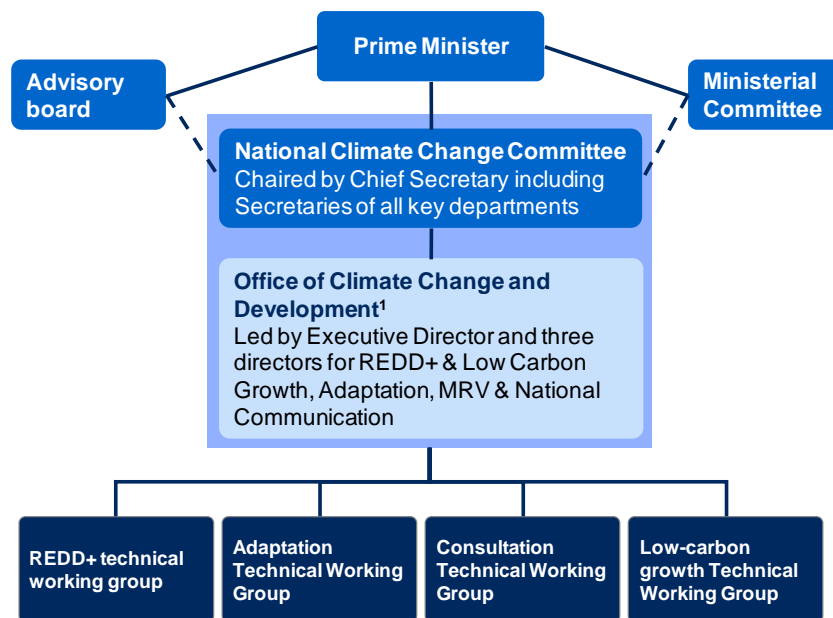 Prime Minister
Advisory
board
Ministerial
Committee
National Climate Change Committee
Chaired by Chief Secretary including
Secretaries of all key departments
Office of Climate Change and
Development¹
Led by Executive Director and three
directors for REDD+ & Low Carbon
Growth, Adaptation, MRV & National
Communication
REDD+ technical
working group
Adaptation
Technical Working
Group
Consultation
Technical Working
Group
Low-carbon
growth Technical
Working Group